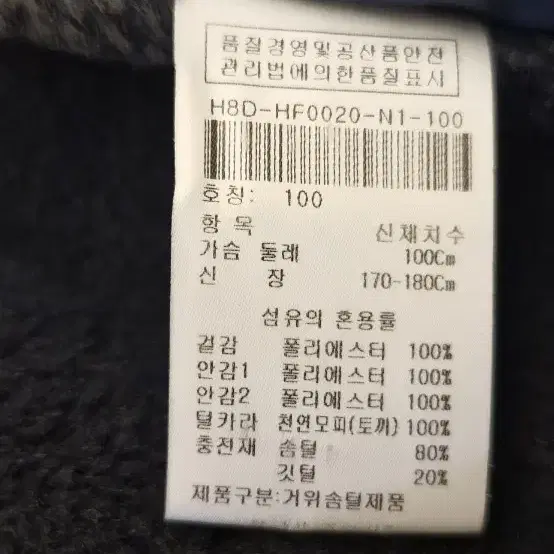 품질경영및공산품안전
관리법에의한품질표시
H8D-HF0020-N1-100
호칭: 100
항 목 신체치수
가슴 둘레 100Cm
신 장 170-180Cm
섬유의 혼용률
겉감 폴리에스터 100%
안감1 폴리에스터 100%
안감2 폴리에스터 100%
털카라 천연모피(토끼) 100%
충전재 솜털 80%
깃털 20%
제품구분:거위솜털제품